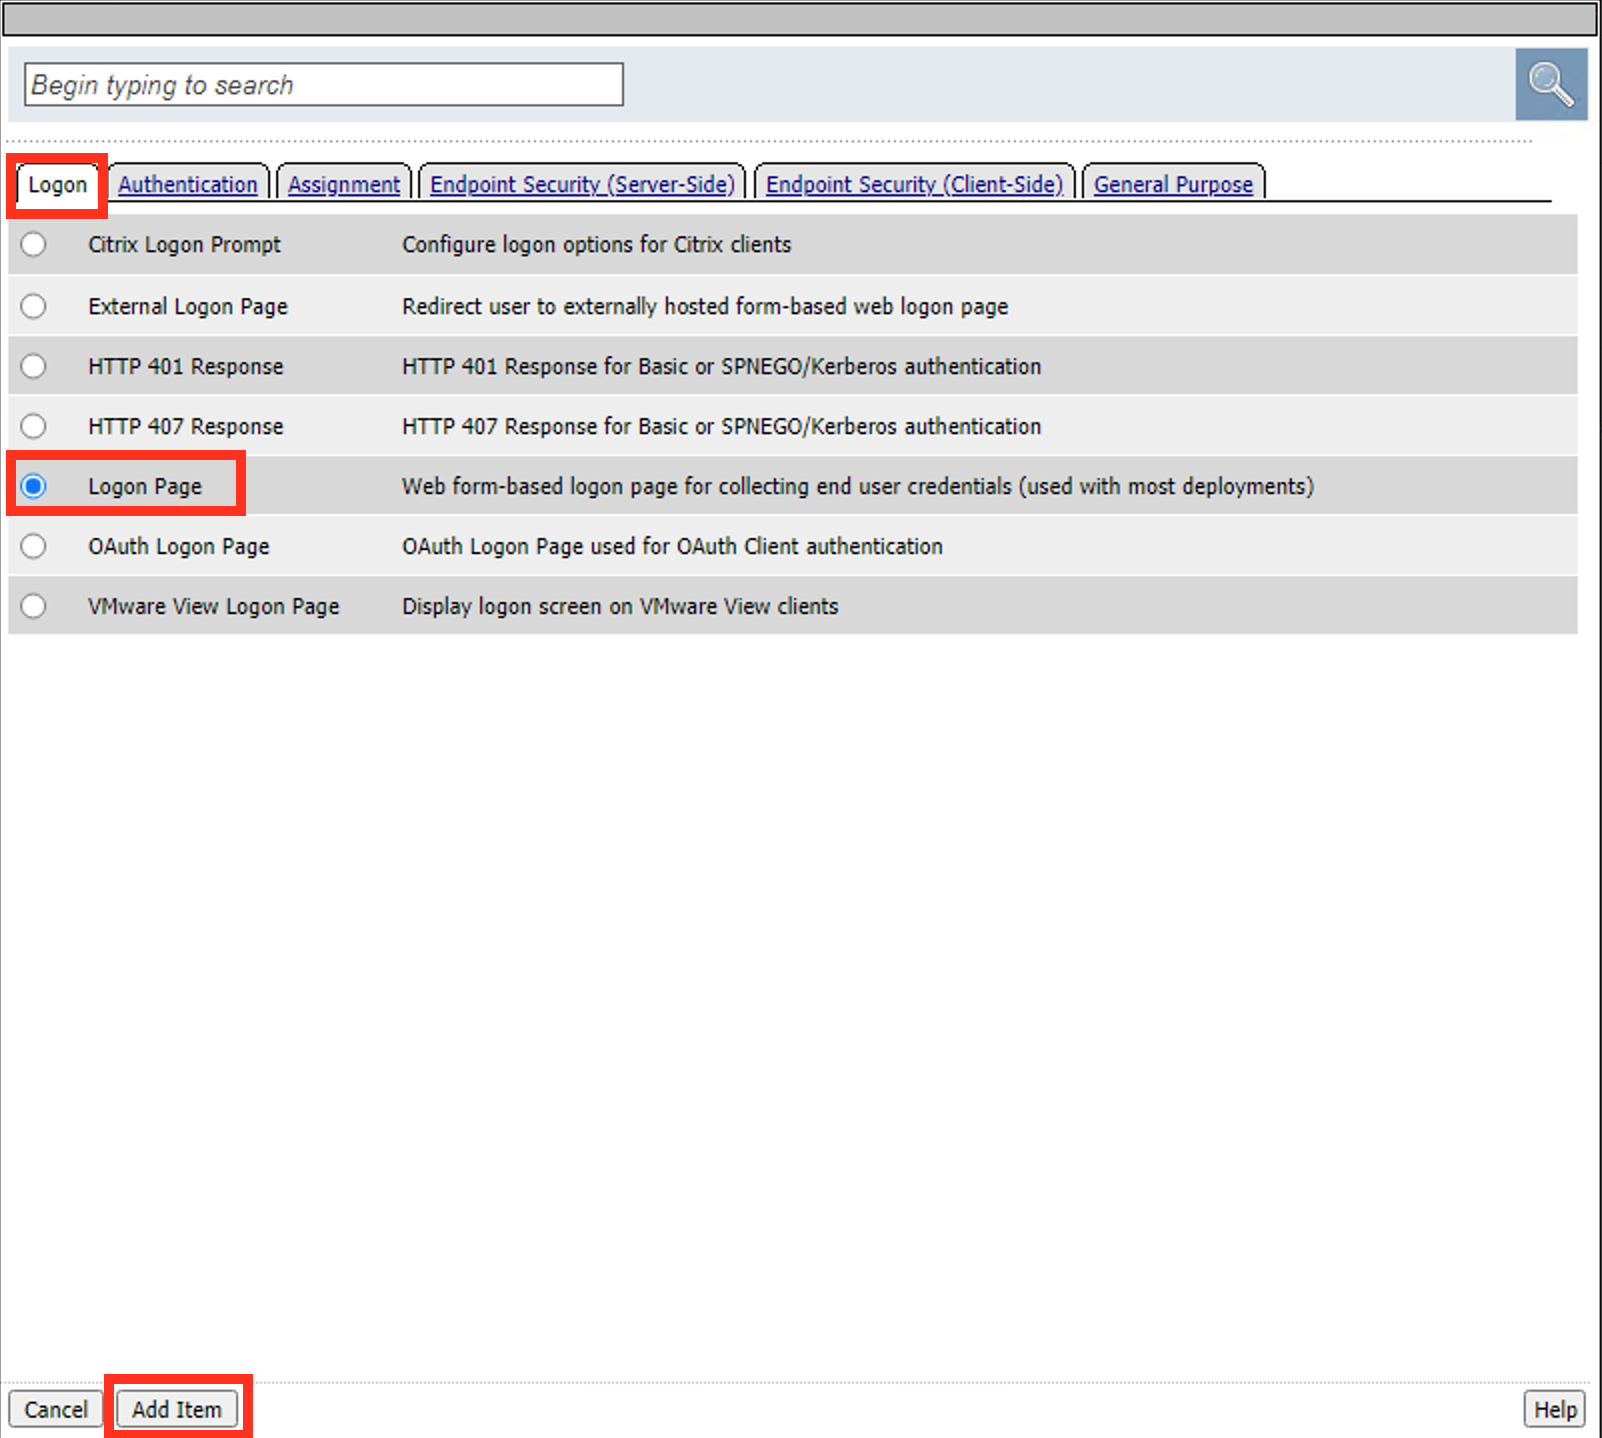 Begin typing to search
Logon Authentication Assignment Endpoint Security (Server-Side) Endpoint Security (Client-Side) General Purpose
Citrix Logon Prompt Configure logon options for Citrix clients
External Logon Page Redirect user to externally hosted form-based web logon page
HTTP 401 Response HTTP 401 Response for Basic or SPNEGO/Kerberos authentication
HTTP 407 Response HTTP 407 Response for Basic or SPNEGO/Kerberos authentication
Logon Page Web form-based logon page for collecting end user credentials (used with most deployments)
OAuth Logon Page OAuth Logon Page used for OAuth Client authentication
VMware View Logon Page Display logon screen on VMware View clients
Cancel Add Item Help